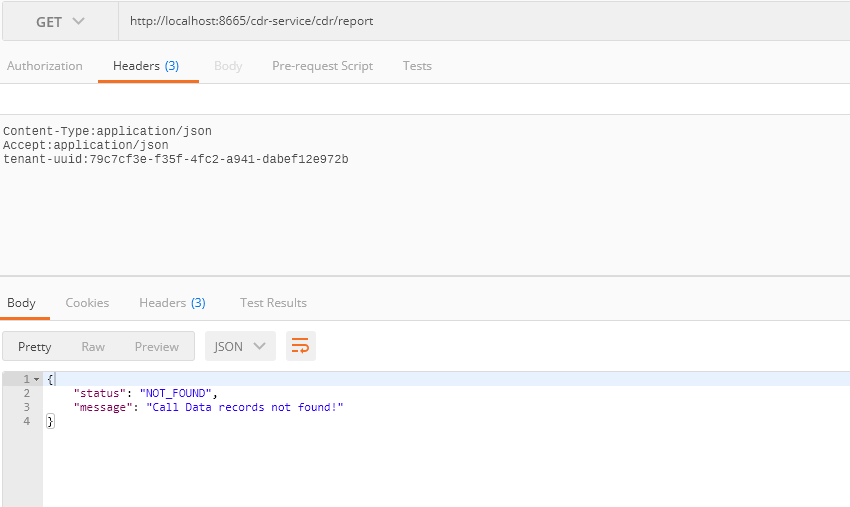 GET http://localhost:8665/cdr-service/cdr/report
Authorization Headers (3) Body Pre-request Script Tests
Content-Type:application/json
Accept:application/json
tenant-uuid:79c7cf3e-f35f-4fc2-a941-dabef12e972b
Body Cookies Headers (3) Test Results
Pretty Raw Preview JSON
1 {
2 "status": "NOT_FOUND",
3 "message": "Call Data records not found!"
4 }